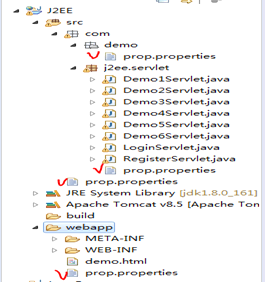 J2EE
src
com
demo
prop.properties
j2ee.servlet
Demo1Servlet.java
Demo2Servlet.java
Demo3Servlet.java
Demo4Servlet.java
Demo5Servlet.java
Demo6Servlet.java
LoginServlet.java
RegisterServlet.java
prop.properties
prop.properties
JRE System Library [jdk1.8.0_161]
Apache Tomcat v8.5 [Apache Tom
build
webapp
META-INF
WEB-INF
demo.html
prop.properties